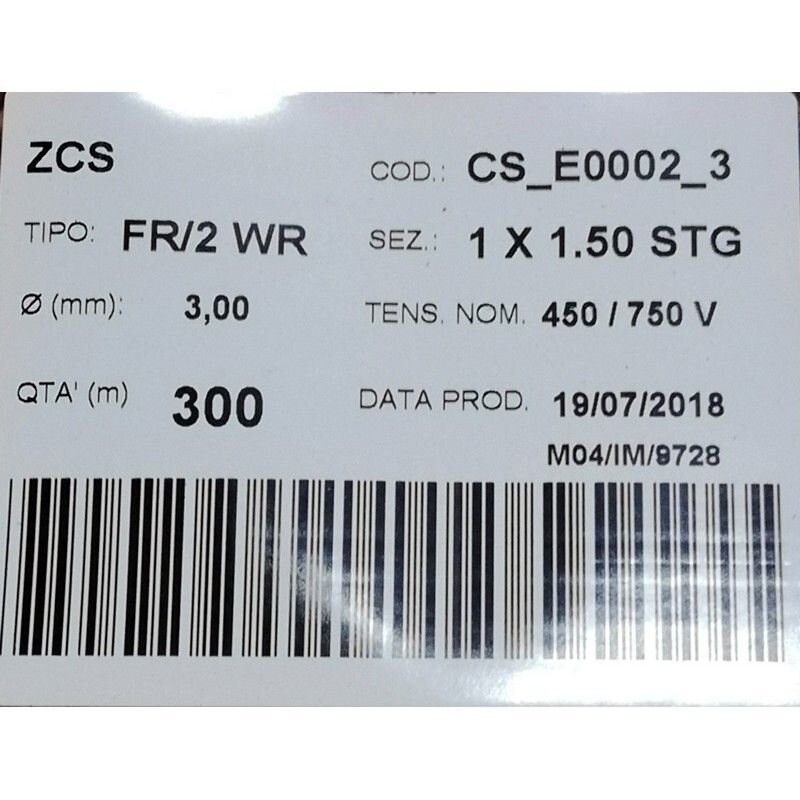 ZCS COD.: CS_E0002_3
TIPO: FR/2 WR SEZ.: 1 X 1.50 STG
Ø (mm): 3,00 TENS. NOM. 450 / 750 V
QTA' (m) 300 DATA PROD. 19/07/2018
M04/IM/9728